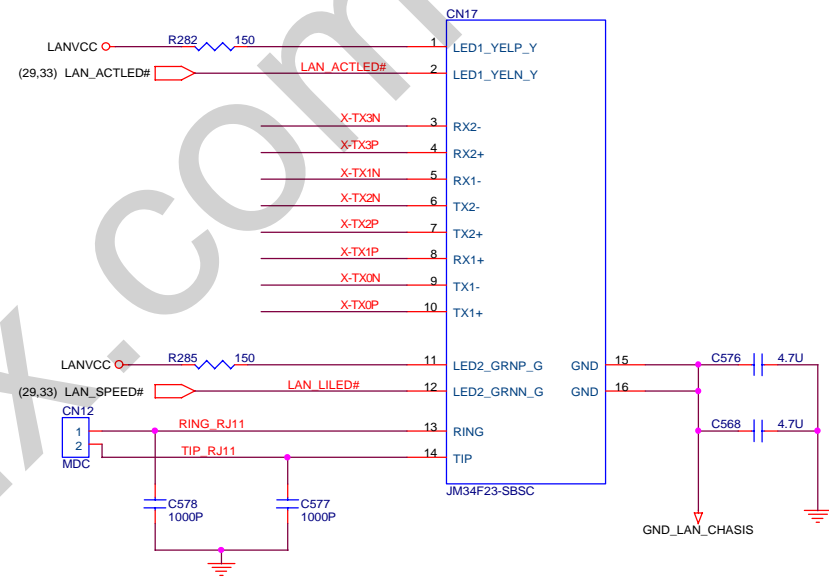 CN17
LANVCC R282 150 1 LED1_YELP_Y
(29,33) LAN_ACTLED# LAN_ACTLED# 2 LED1_YELN_Y
X-TX3N 3 RX2-
X-TX3P 4 RX2+
X-TX1N 5 RX1-
X-TX2N 6 TX2-
X-TX2P 7 TX2+
X-TX1P 8 RX1+
X-TX0N 9 TX1-
X-TX0P 10 TX1+
LANVCC R285 150 11 LED2_GRNP_G GND 15 C576 4.7U
(29,33) LAN_SPEED# LAN_LILED# 12 LED2_GRNN_G GND 16
CN12
1 RING_RJ11 13 RING C568 4.7U
2 TIP_RJ11 14 TIP
MDC
JM34F23-SBSC
C578 C577
1000P 1000P
GND_LAN_CHASIS
x.com